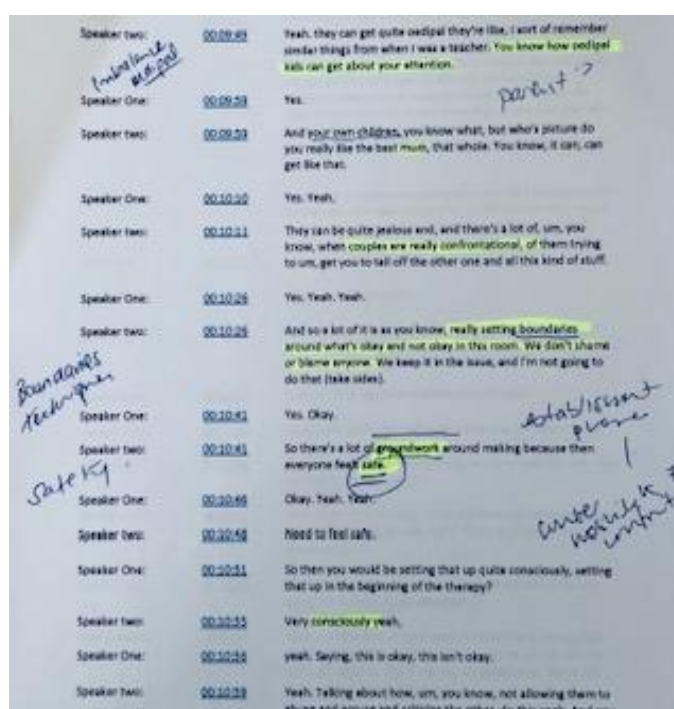 Speaker two: 00:09:49 Yeah. they can get quite oedipal they're like, I sort of remember
similar things from when I was a teacher. You know how oedipal
kids can get about your attention.
Imbalance
oedipal
Speaker One: 00:09:53 Yes.
parent ?
Speaker two: 00:09:53 And your own children, you know what, but who's picture do
you really like the best mum, that whole. You know, it can, can
get like that.
Speaker One: 00:10:10 Yes. Yeah.
Speaker two: 00:10:11 They can be quite jealous and, and there's a lot of, um, you
know, when couples are really confrontational, of them trying
to um, get you to tell off the other one and all this kind of stuff.
Speaker One: 00:10:26 Yes. Yeah. Yeah.
Speaker two: 00:10:26 And so a lot of it is as you know, really setting boundaries
around what's okay and not okay in this room. We don't shame
or blame anyone. We keep it in the issue, and I'm not going to
do that (take sides).
Boundaries
techniques
Speaker One: 00:10:41 Yes. Okay.
establishment
phase
Speaker two: 00:10:41 So there's a lot of groundwork around making because then
everyone feels safe.
safety.
Speaker One: 00:10:46 Okay. Yeah. Yeah.
Speaker two: 00:10:48 Need to feel safe.
Speaker One: 00:10:51 So then you would be setting that up quite consciously, setting
that up in the beginning of the therapy?
Speaker two: 00:10:55 Very consciously yeah.
Speaker One: 00:10:56 yeah. Saying, this is okay, this isn't okay.
Speaker two: 00:10:59 Yeah. Talking about how, um, you know, not allowing them to